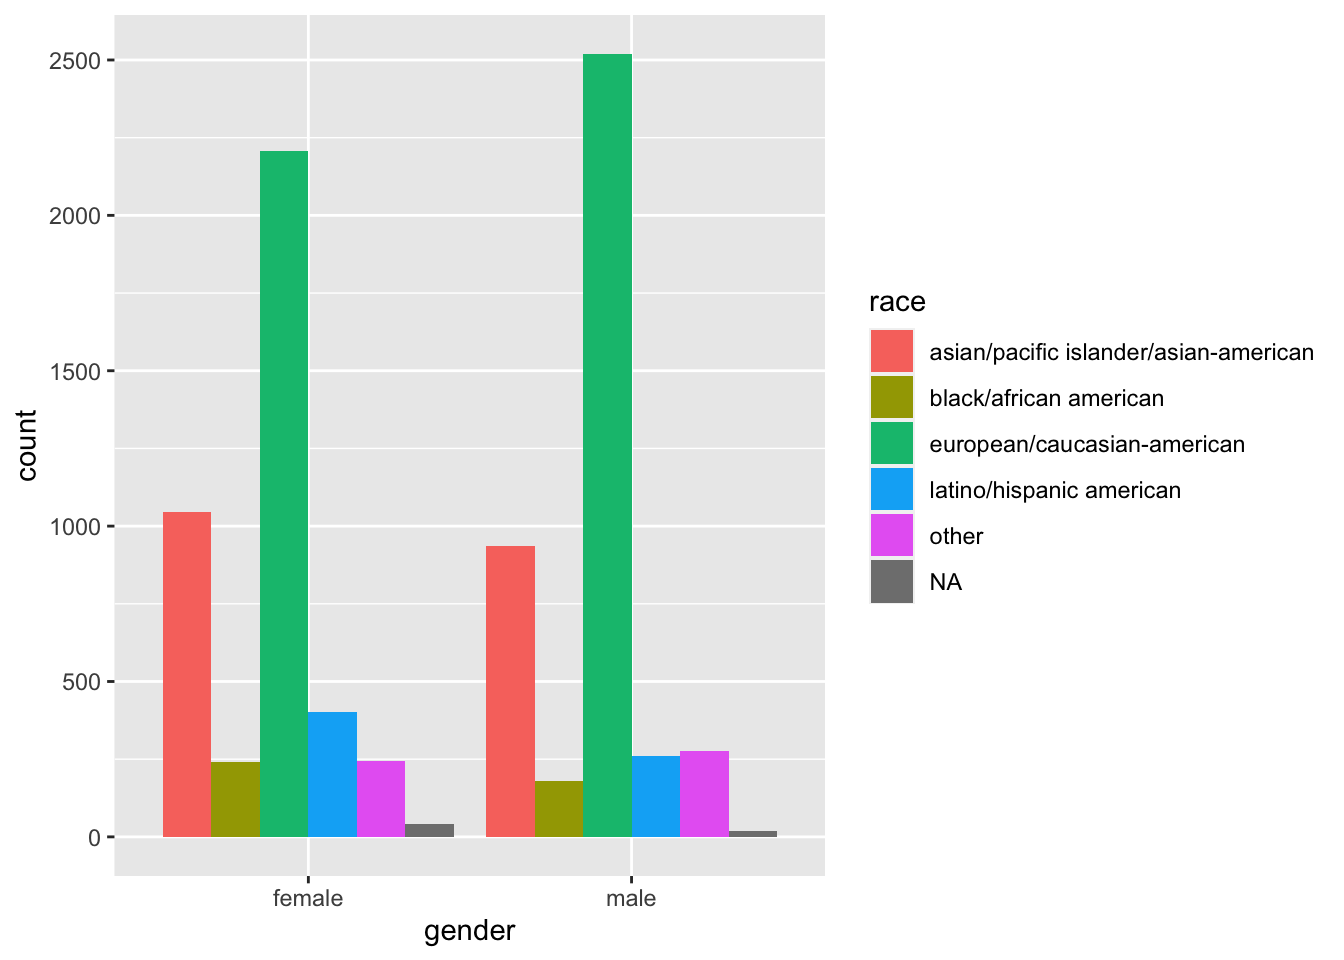 2500
2000
1500
1000
500
0
count
female
male
gender
race
asian/pacific islander/asian-american
black/african american
european/caucasian-american
latino/hispanic american
other
NA